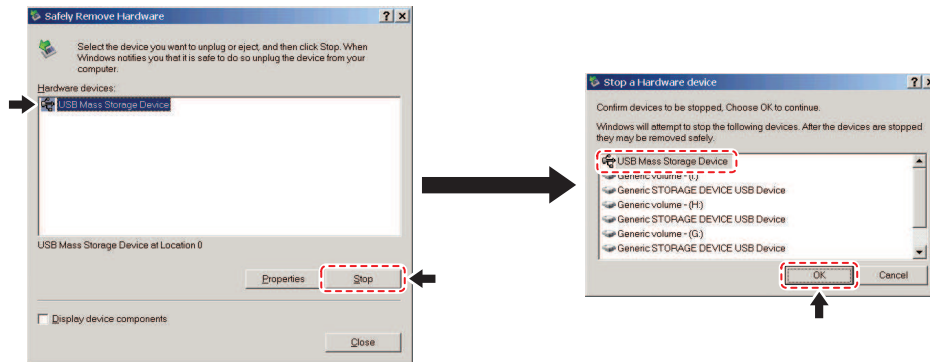 Safely Remove Hardware
Select the device you want to unplug or eject, and then click Stop. When
Windows notifies you that it is safe to do so unplug the device from your
computer.
Hardware devices:
USB Mass Storage Device
USB Mass Storage Device at Location 0
Properties
Stop
Display device components
Close
Stop a Hardware device
Confirm devices to be stopped, Choose OK to continue.
Windows will attempt to stop the following devices. After the devices are stopped
they may be removed safely.
USB Mass Storage Device
Generic volume - (I:)
Generic STORAGE DEVICE USB Device
Generic volume - (H:)
Generic STORAGE DEVICE USB Device
Generic volume - (G:)
Generic STORAGE DEVICE USB Device
OK
Cancel